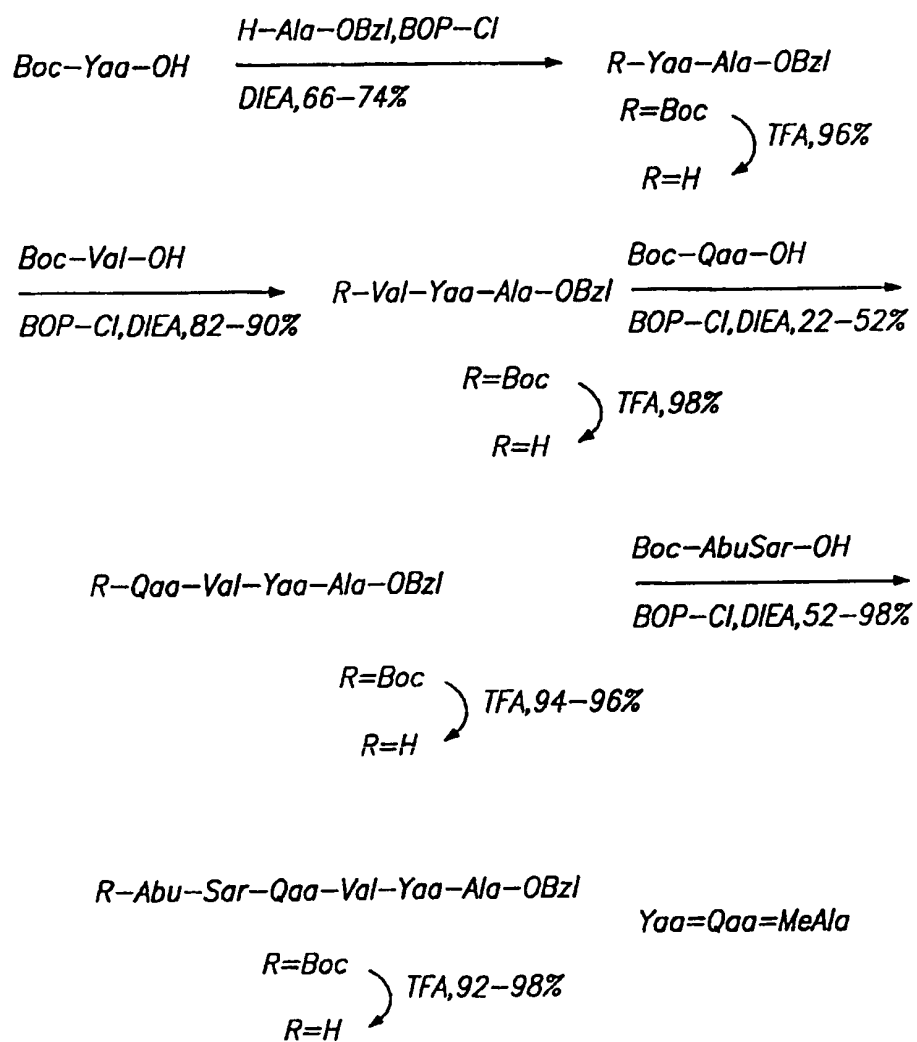 H-Ala-OBzl,BOP-Cl
Boc-Yaa-OH
R-Yaa-Ala-OBzl
DIEA,66-74%
R=Boc
TFA,96%
R=H
Boc-Val-OH
Boc-Qaa-OH
R-Val-Yaa-Ala-OBzl
BOP-Cl,DIEA,82-90%
BOP-Cl,DIEA,22-52%
R=Boc
TFA,98%
R=H
Boc-AbuSar-OH
R-Qaa-Val-Yaa-Ala-OBzl
BOP-Cl,DIEA,52-98%
R=Boc
TFA,94-96%
R=H
R-Abu-Sar-Qaa-Val-Yaa-Ala-OBzl
Yaa=Qaa=MeAla
R=Boc
TFA,92-98%
R=H